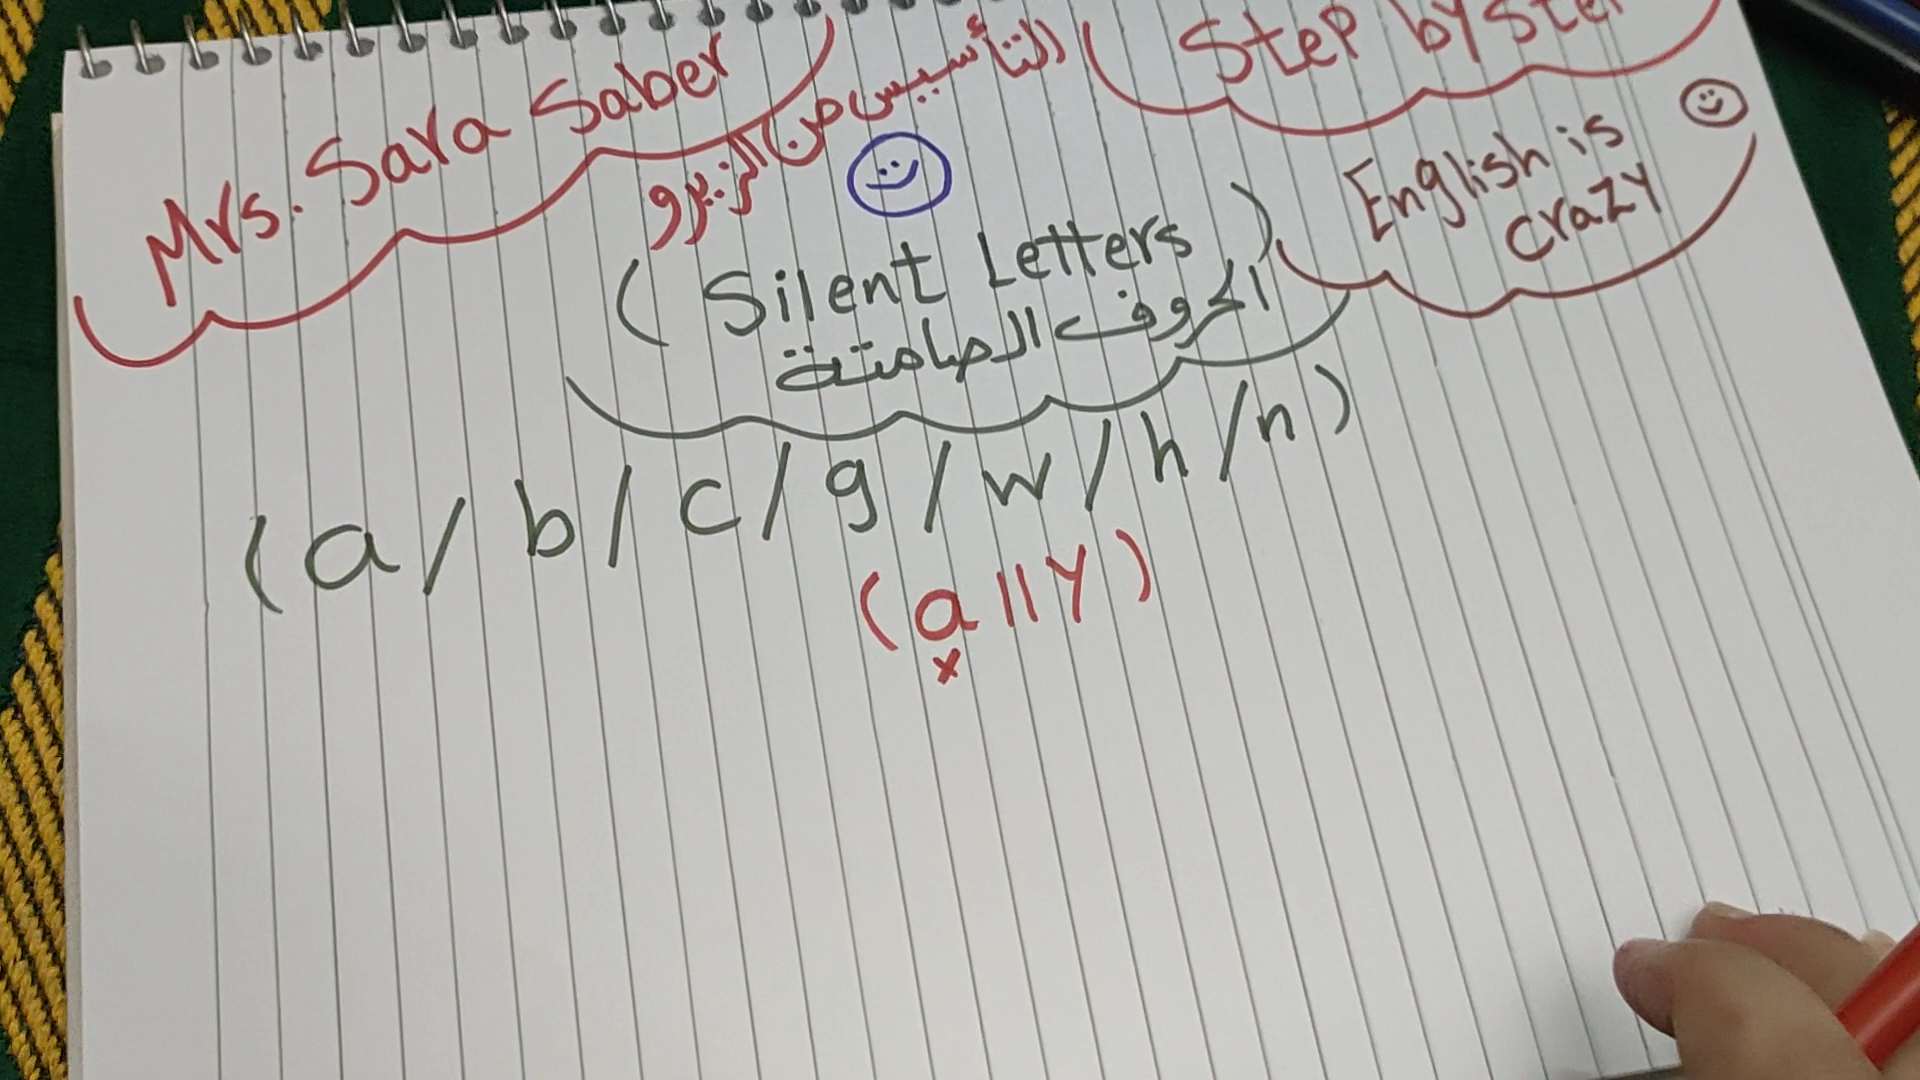 Mrs. Sara Saber
التأسيس من الزيرو
Step by Step
English is
crazy
( Silent Letters )
الحروف الصامتة
( a / b / c / g / w / h / n )
( ally )
x